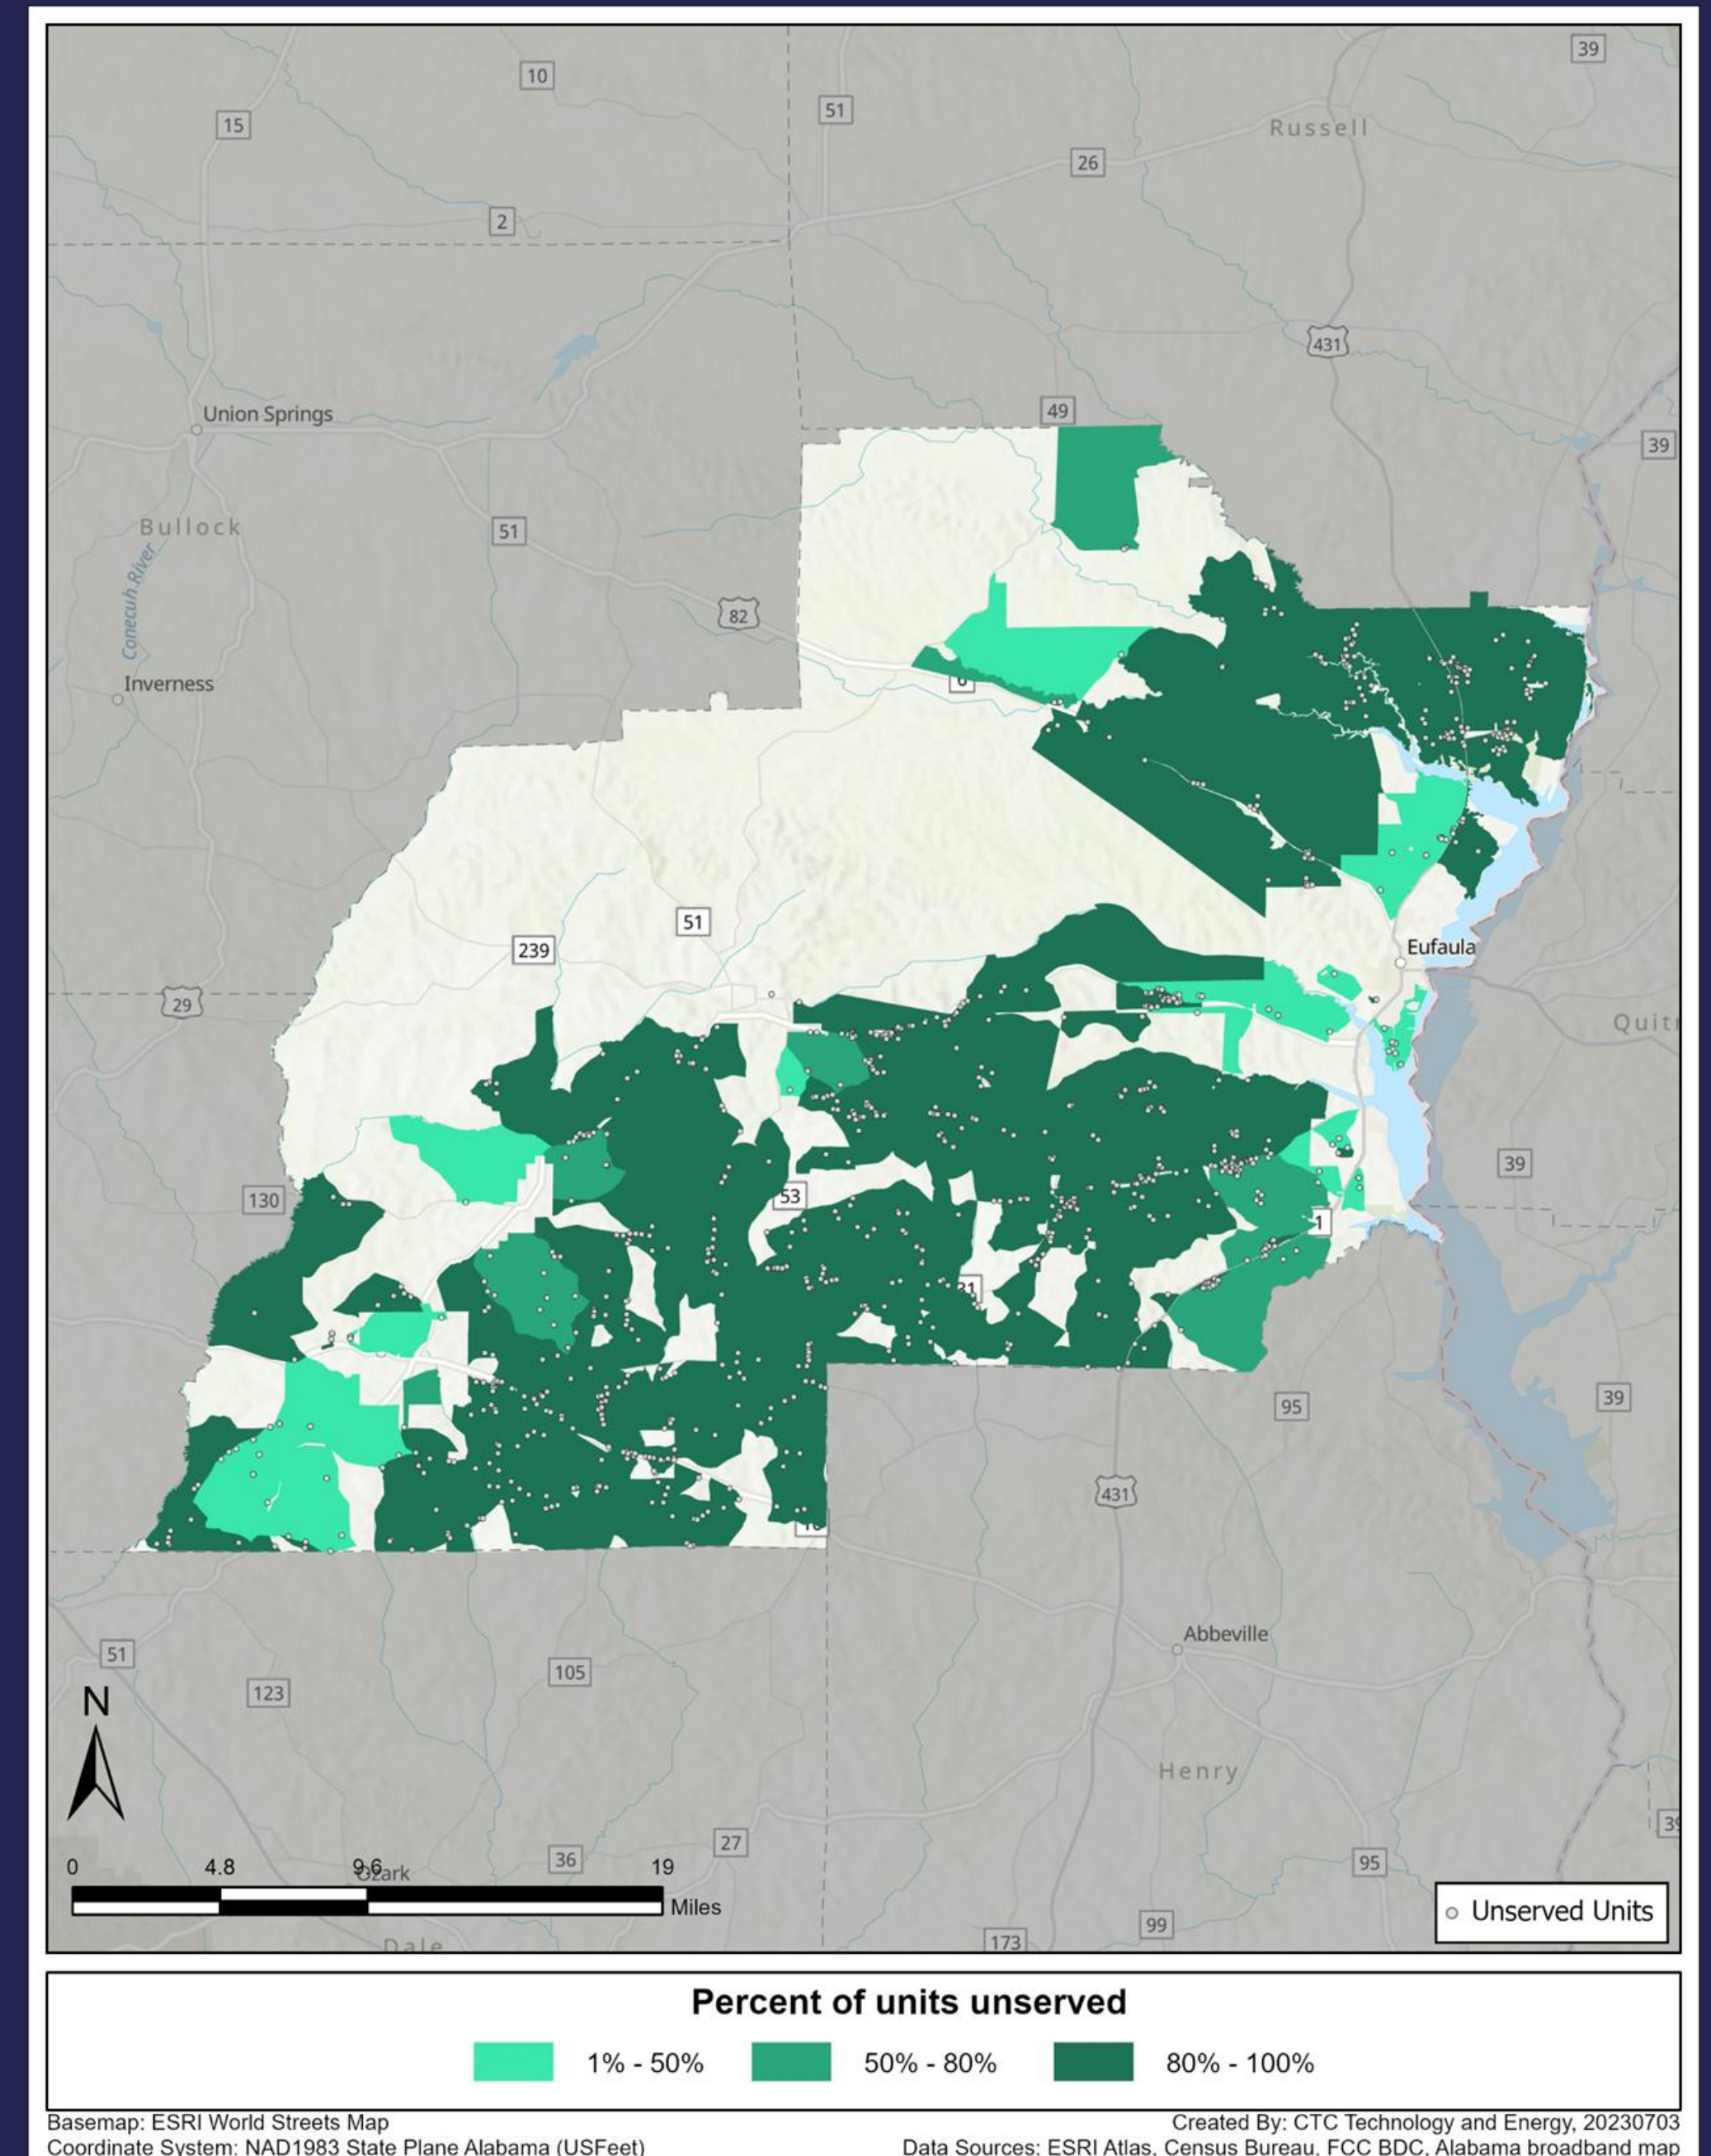 39
10
51
15
Russell
26
2
431
49
Union Springs
39
Bullock
51
Conecuh River
82
6
Inverness
51
239
Eufaula
29
Quit
39
130
53
1
31
95
39
431
10
Abbeville
51
105
123
N
Henry
27
39
36
95
0 4.8 9.6 19
Ozark
Miles
99
Unserved Units
173
Dale
Percent of units unserved
1% - 50% 50% - 80% 80% - 100%
Basemap: ESRI World Streets Map
Created By: CTC Technology and Energy, 20230703
Coordinate System: NAD1983 State Plane Alabama (USFeet)
Data Sources: ESRI Atlas, Census Bureau, FCC BDC, Alabama broadband map